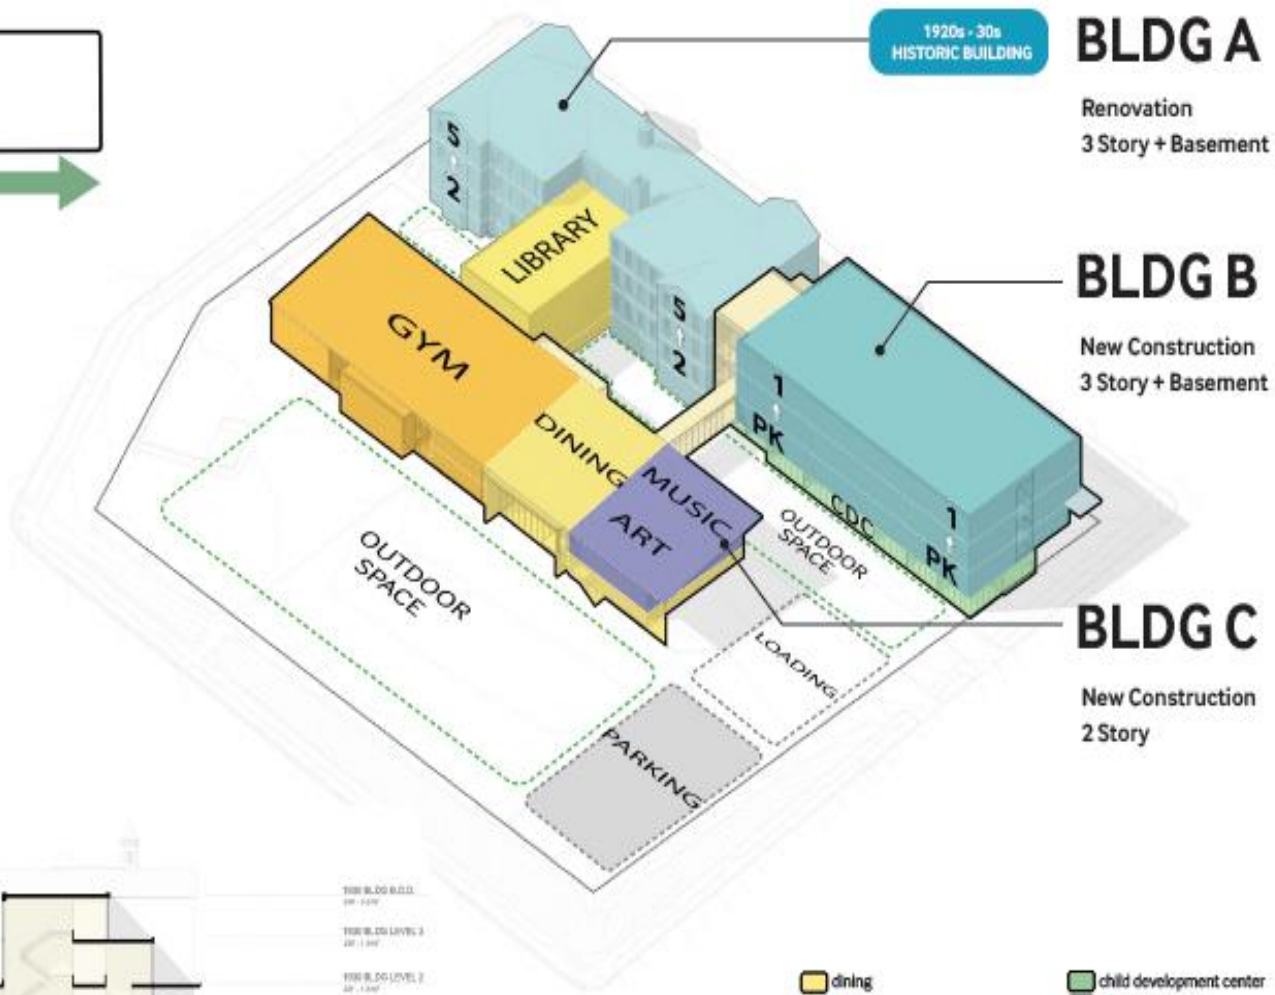 1920s - 30s
HISTORIC BUILDING
BLDG A
Renovation
3 Story + Basement
5
2
LIBRARY
5
2
GYM
DINING
MUSIC
ART
BLDG B
New Construction
3 Story + Basement
1
PK
CDC
1
PK
OUTDOOR
SPACE
OUTDOOR
SPACE
LOADING
PARKING
BLDG C
New Construction
2 Story
dining
child development center